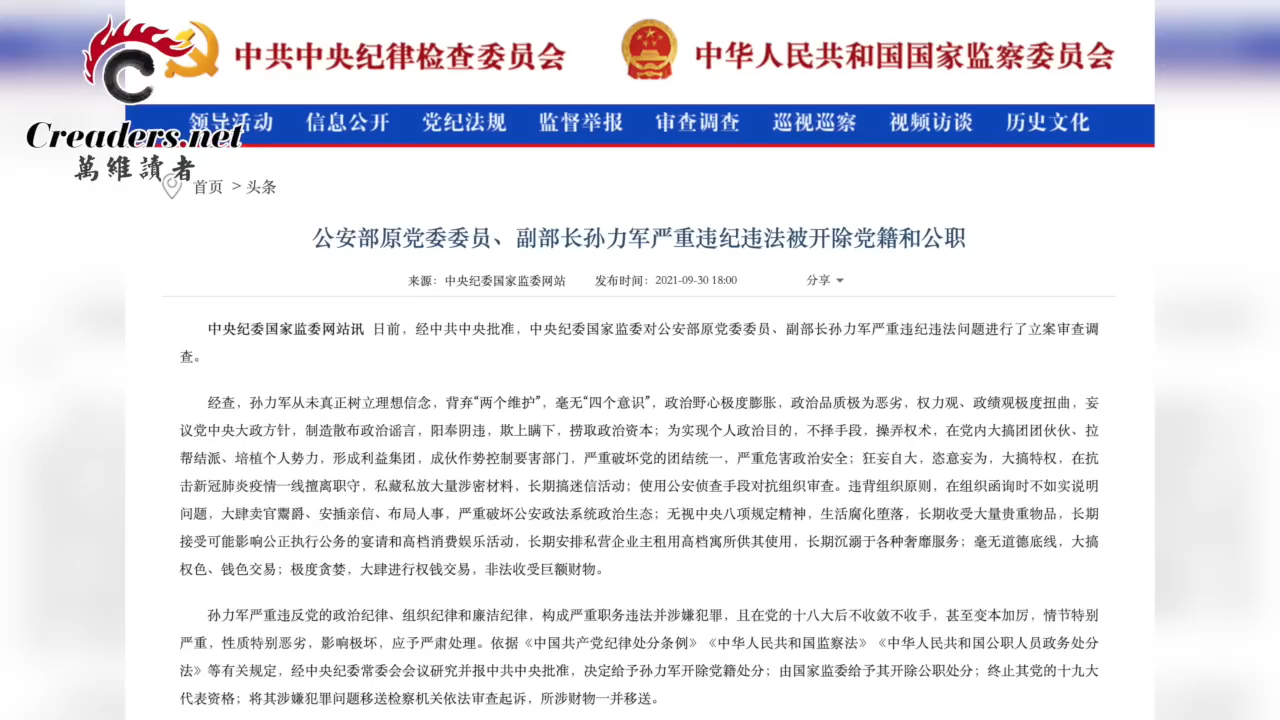 中共中央纪律检查委员会
中华人民共和国国家监察委员会
领导活动 信息公开 党纪法规 监督举报 审查调查 巡视巡察 视频访谈 历史文化
Creaders.net
萬維讀者
首页 > 头条
公安部原党委委员、副部长孙力军严重违纪违法被开除党籍和公职
来源：中央纪委国家监委网站 发布时间：2021-09-30 18:00 分享
中央纪委国家监委网站讯 日前，经中共中央批准，中央纪委国家监委对公安部原党委委员、副部长孙力军严重违纪违法问题进行了立案审查调
查。
经查，孙力军从未真正树立理想信念，背弃“两个维护”，毫无“四个意识”，政治野心极度膨胀，政治品质极为恶劣，权力观、政绩观极度扭曲，妄
议党中央大政方针，制造散布政治谣言，阳奉阴违，欺上瞒下，捞取政治资本；为实现个人政治目的，不择手段，操弄权术，在党内大搞团团伙伙、拉
帮结派、培植个人势力，形成利益集团，成伙作势控制要害部门，严重破坏党的团结统一，严重危害政治安全；狂妄自大，恣意妄为，大搞特权，在抗
击新冠肺炎疫情一线擅离职守，私藏私放大量涉密材料，长期搞迷信活动；使用公安侦查手段对抗组织审查。违背组织原则，在组织函询时不如实说明
问题，大肆卖官鬻爵、安插亲信、布局人事，严重破坏公安政法系统政治生态；无视中央八项规定精神，生活腐化堕落，长期收受大量贵重物品，长期
接受可能影响公正执行公务的宴请和高档消费娱乐活动，长期安排私营企业主租用高档寓所供其使用，长期沉溺于各种奢靡服务；毫无道德底线，大搞
权色、钱色交易；极度贪婪，大肆进行权钱交易，非法收受巨额财物。
孙力军严重违反党的政治纪律、组织纪律和廉洁纪律，构成严重职务违法并涉嫌犯罪，且在党的十八大后不收敛不收手，甚至变本加厉，情节特别
严重，性质特别恶劣，影响极坏，应予严肃处理。依据《中国共产党纪律处分条例》《中华人民共和国监察法》《中华人民共和国公职人员政务处分
法》等有关规定，经中央纪委常委会会议研究并报中共中央批准，决定给予孙力军开除党籍处分；由国家监委给予其开除公职处分；终止其党的十九大
代表资格；将其涉嫌犯罪问题移送检察机关依法审查起诉，所涉财物一并移送。